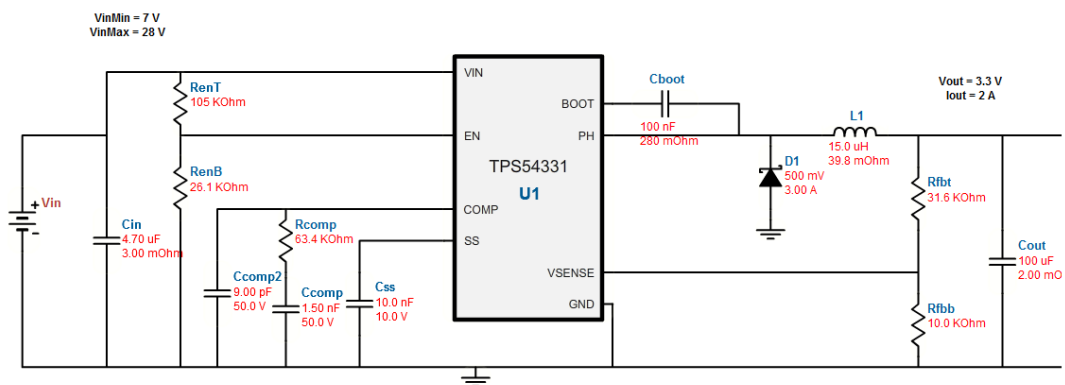 VinMin = 7 V
VinMax = 28 V
VIN
RenT
105 KOhm
Cboot
Vout = 3.3 V
Iout = 2 A
BOOT
100 nF
280 mOhm
L1
EN
PH
15.0 uH
39.8 mOhm
TPS54331
U1
D1
500 mV
3.00 A
RenB
26.1 KOhm
Rfbt
31.6 KOhm
+
Vin
-
COMP
Cin
4.70 uF
3.00 mOhm
Rcomp
63.4 KOhm
SS
Cout
100 uF
2.00 mO
VSENSE
Ccomp2
9.00 pF
50.0 V
Ccomp
1.50 nF
50.0 V
Css
10.0 nF
10.0 V
GND
Rfbb
10.0 KOhm